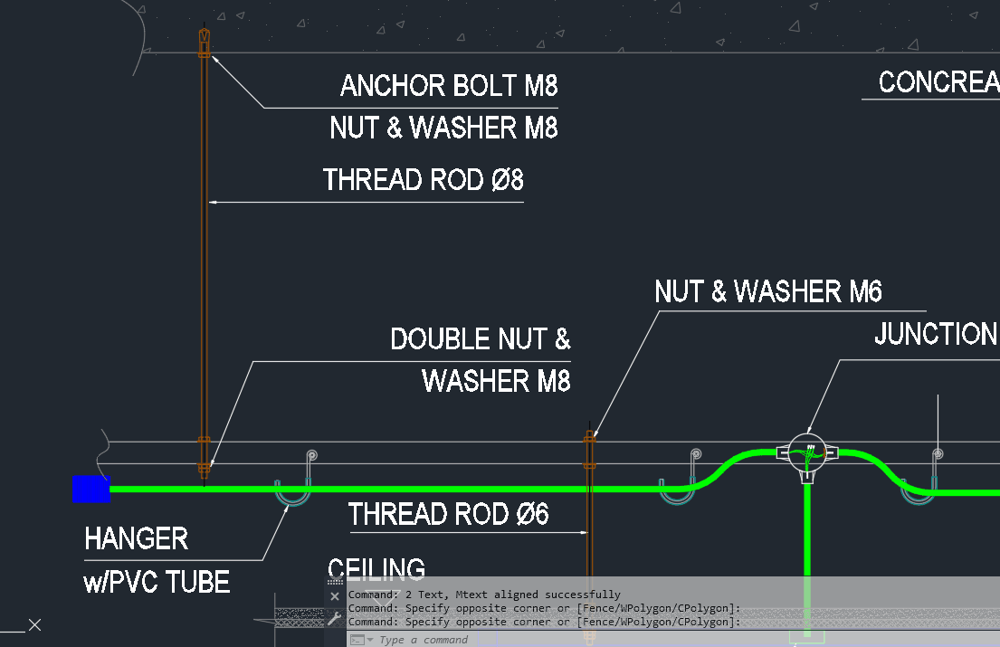 ANCHOR BOLT M8
CONCREA
NUT & WASHER M8
THREAD ROD Ø8
NUT & WASHER M6
JUNCTION
DOUBLE NUT &
WASHER M8
THREAD ROD Ø6
HANGER
w/PVC TUBE
CEILING
Command: 2 Text, Mtext aligned successfully
Command: Specify opposite corner or [Fence/WPolygon/CPolygon]:
Command: Specify opposite corner or [Fence/WPolygon/CPolygon]:
Type a command